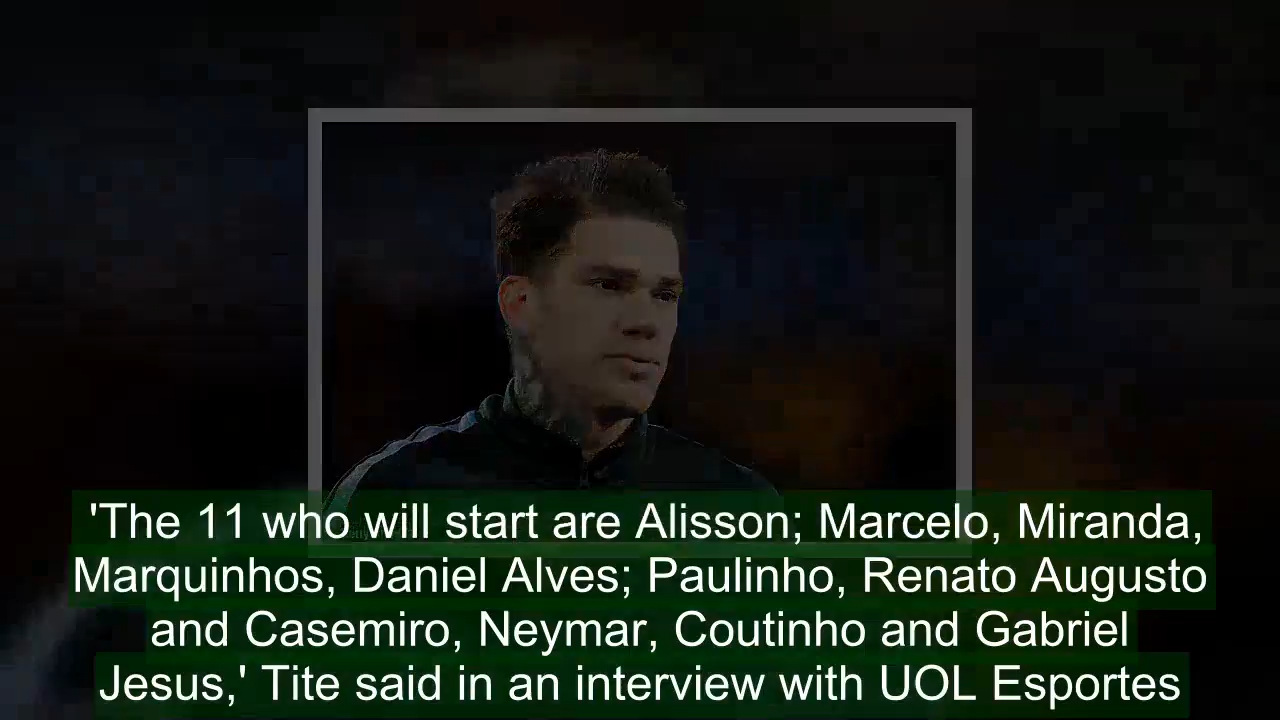 'The 11 who will start are Alisson; Marcelo, Miranda,
Marquinhos, Daniel Alves; Paulinho, Renato Augusto
and Casemiro, Neymar, Coutinho and Gabriel
Jesus,' Tite said in an interview with UOL Esportes